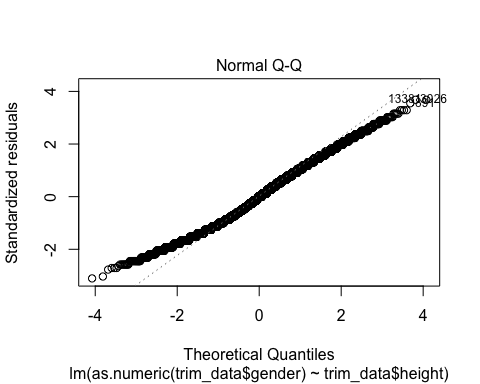 Normal Q-Q
Standardized residuals
4
2
0
-2
-4
-2
0
2
4
Theoretical Quantiles
lm(as.numeric(trim_data$gender) ~ trim_data$height)